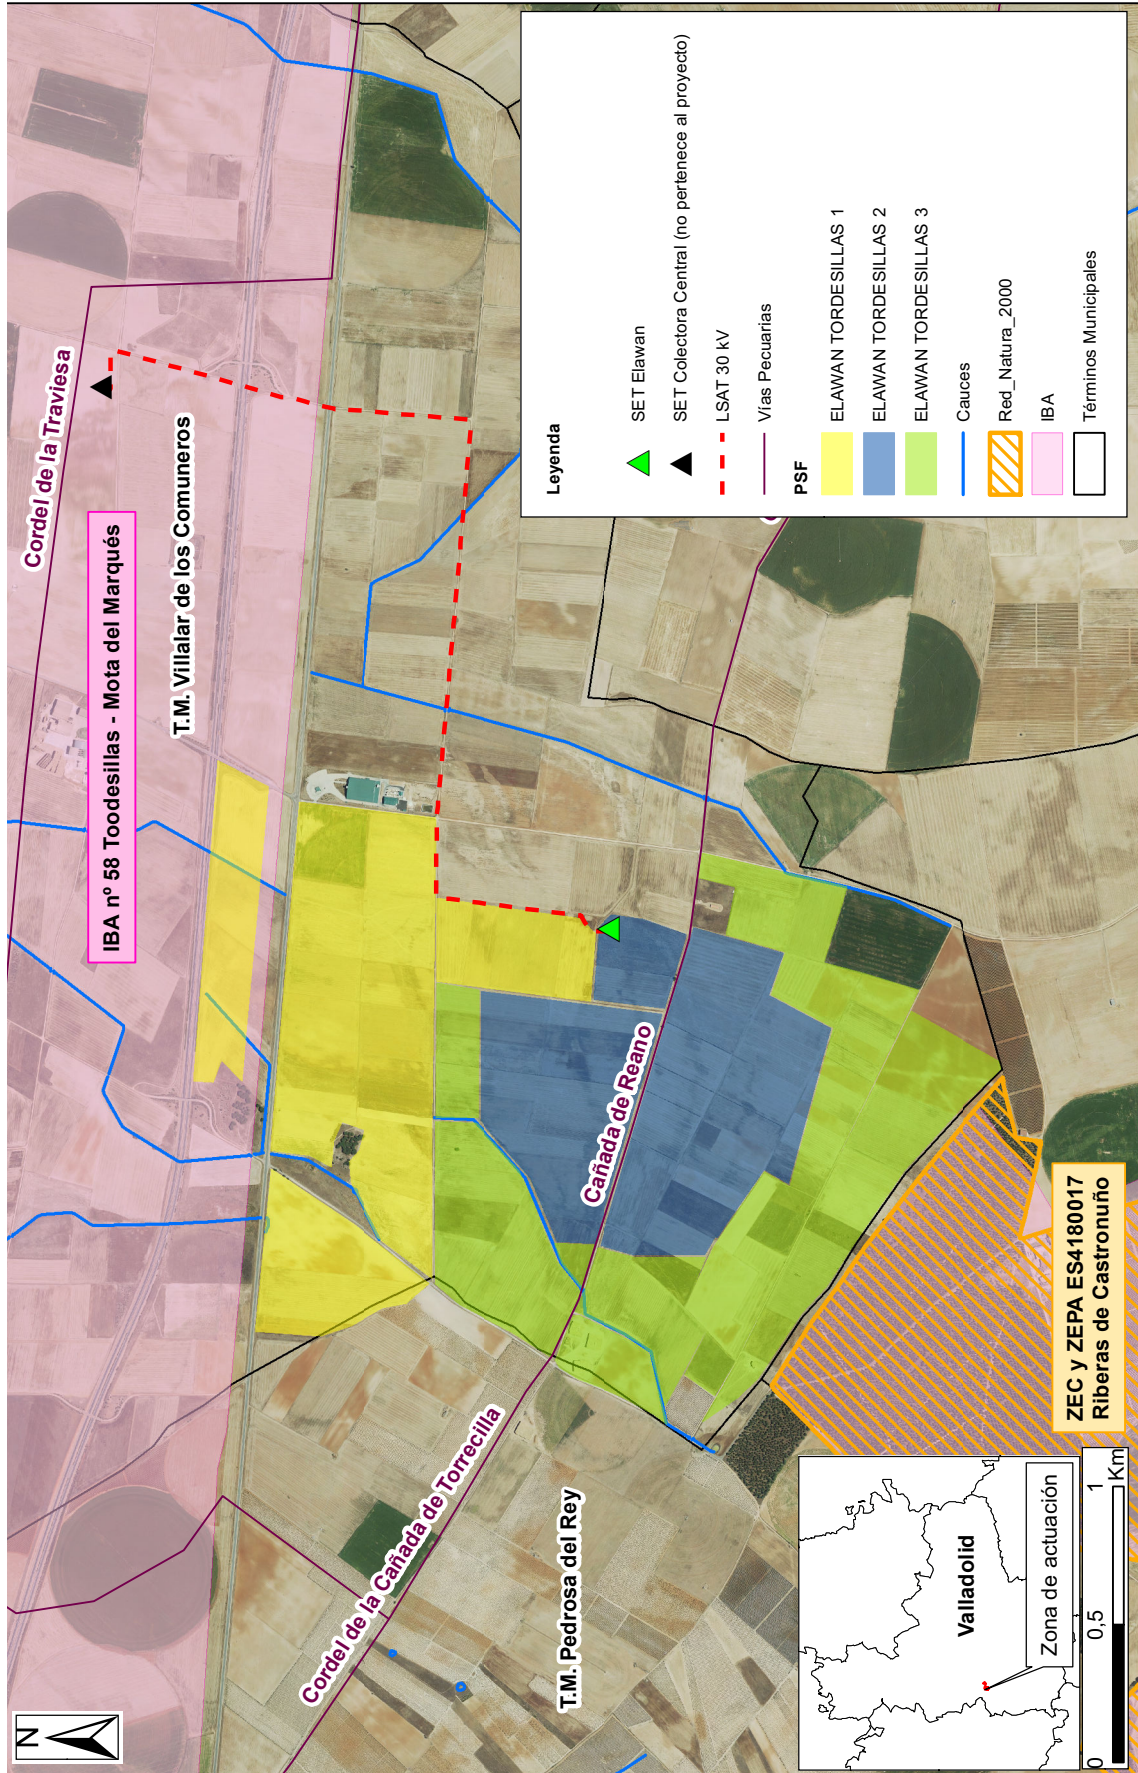 N
Cordel de la Traviesa
IBA nº 58 Toodesillas - Mota del Marqués
T.M. Villalar de los Comuneros
Cordel de la Cañada de Torrecilla
Cañada de Reano
T.M. Pedrosa del Rey
ZEC y ZEPA ES4180017
Riberas de Castronuño
Valladolid
Zona de actuación
0
0,5
1
Km
Leyenda
SET Elawan
SET Colectora Central (no pertenece al proyecto)
LSAT 30 kV
Vías Pecuarias
PSF
ELAWAN TORDESILLAS 1
ELAWAN TORDESILLAS 2
ELAWAN TORDESILLAS 3
Cauces
Red_Natura_2000
IBA
Términos Municipales